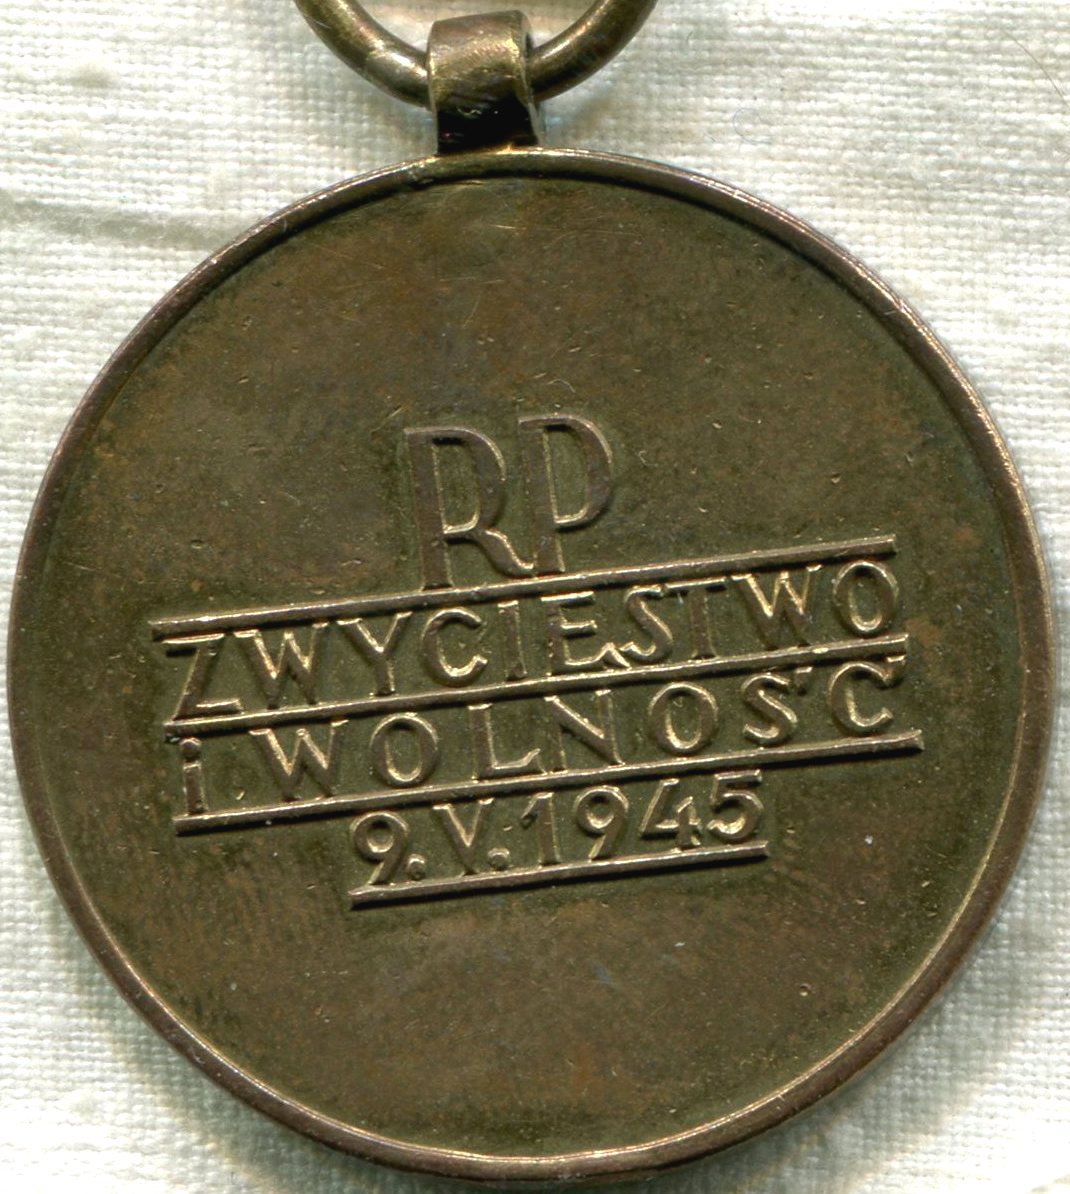 RP
ZWYCIĘSTWO
i WOLNOŚĆ
9.V.1945